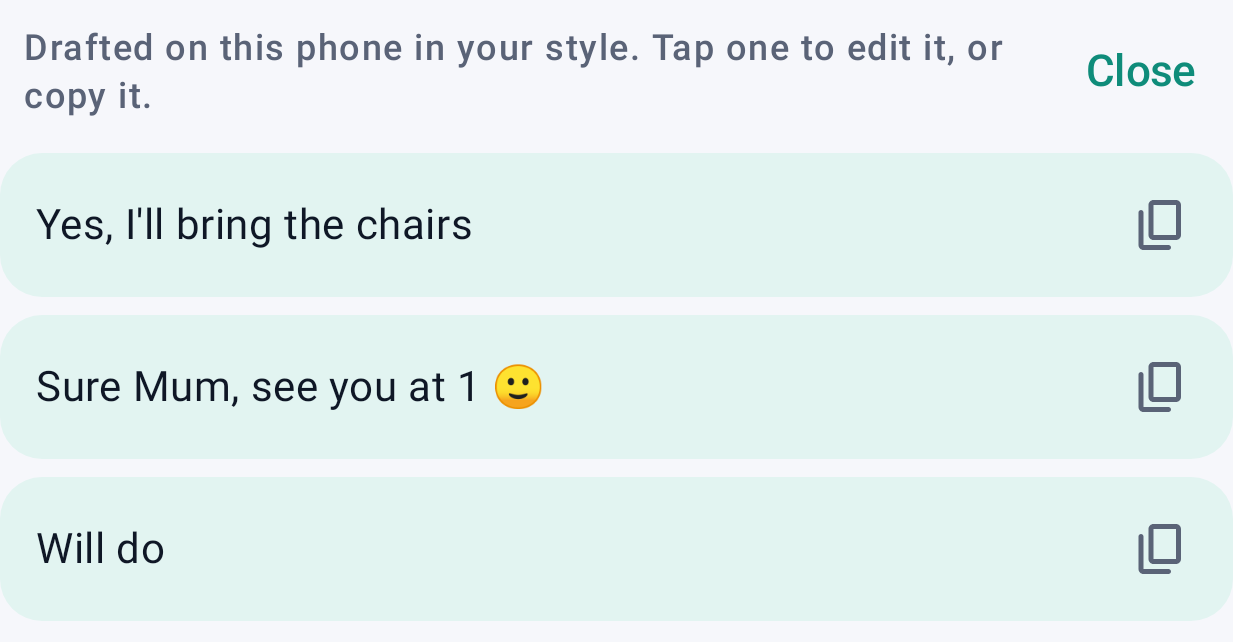 Drafted on this phone in your style. Tap one to edit it, or
copy it.
Close
Yes, I'll bring the chairs
Sure Mum, see you at 1 🙂
Will do